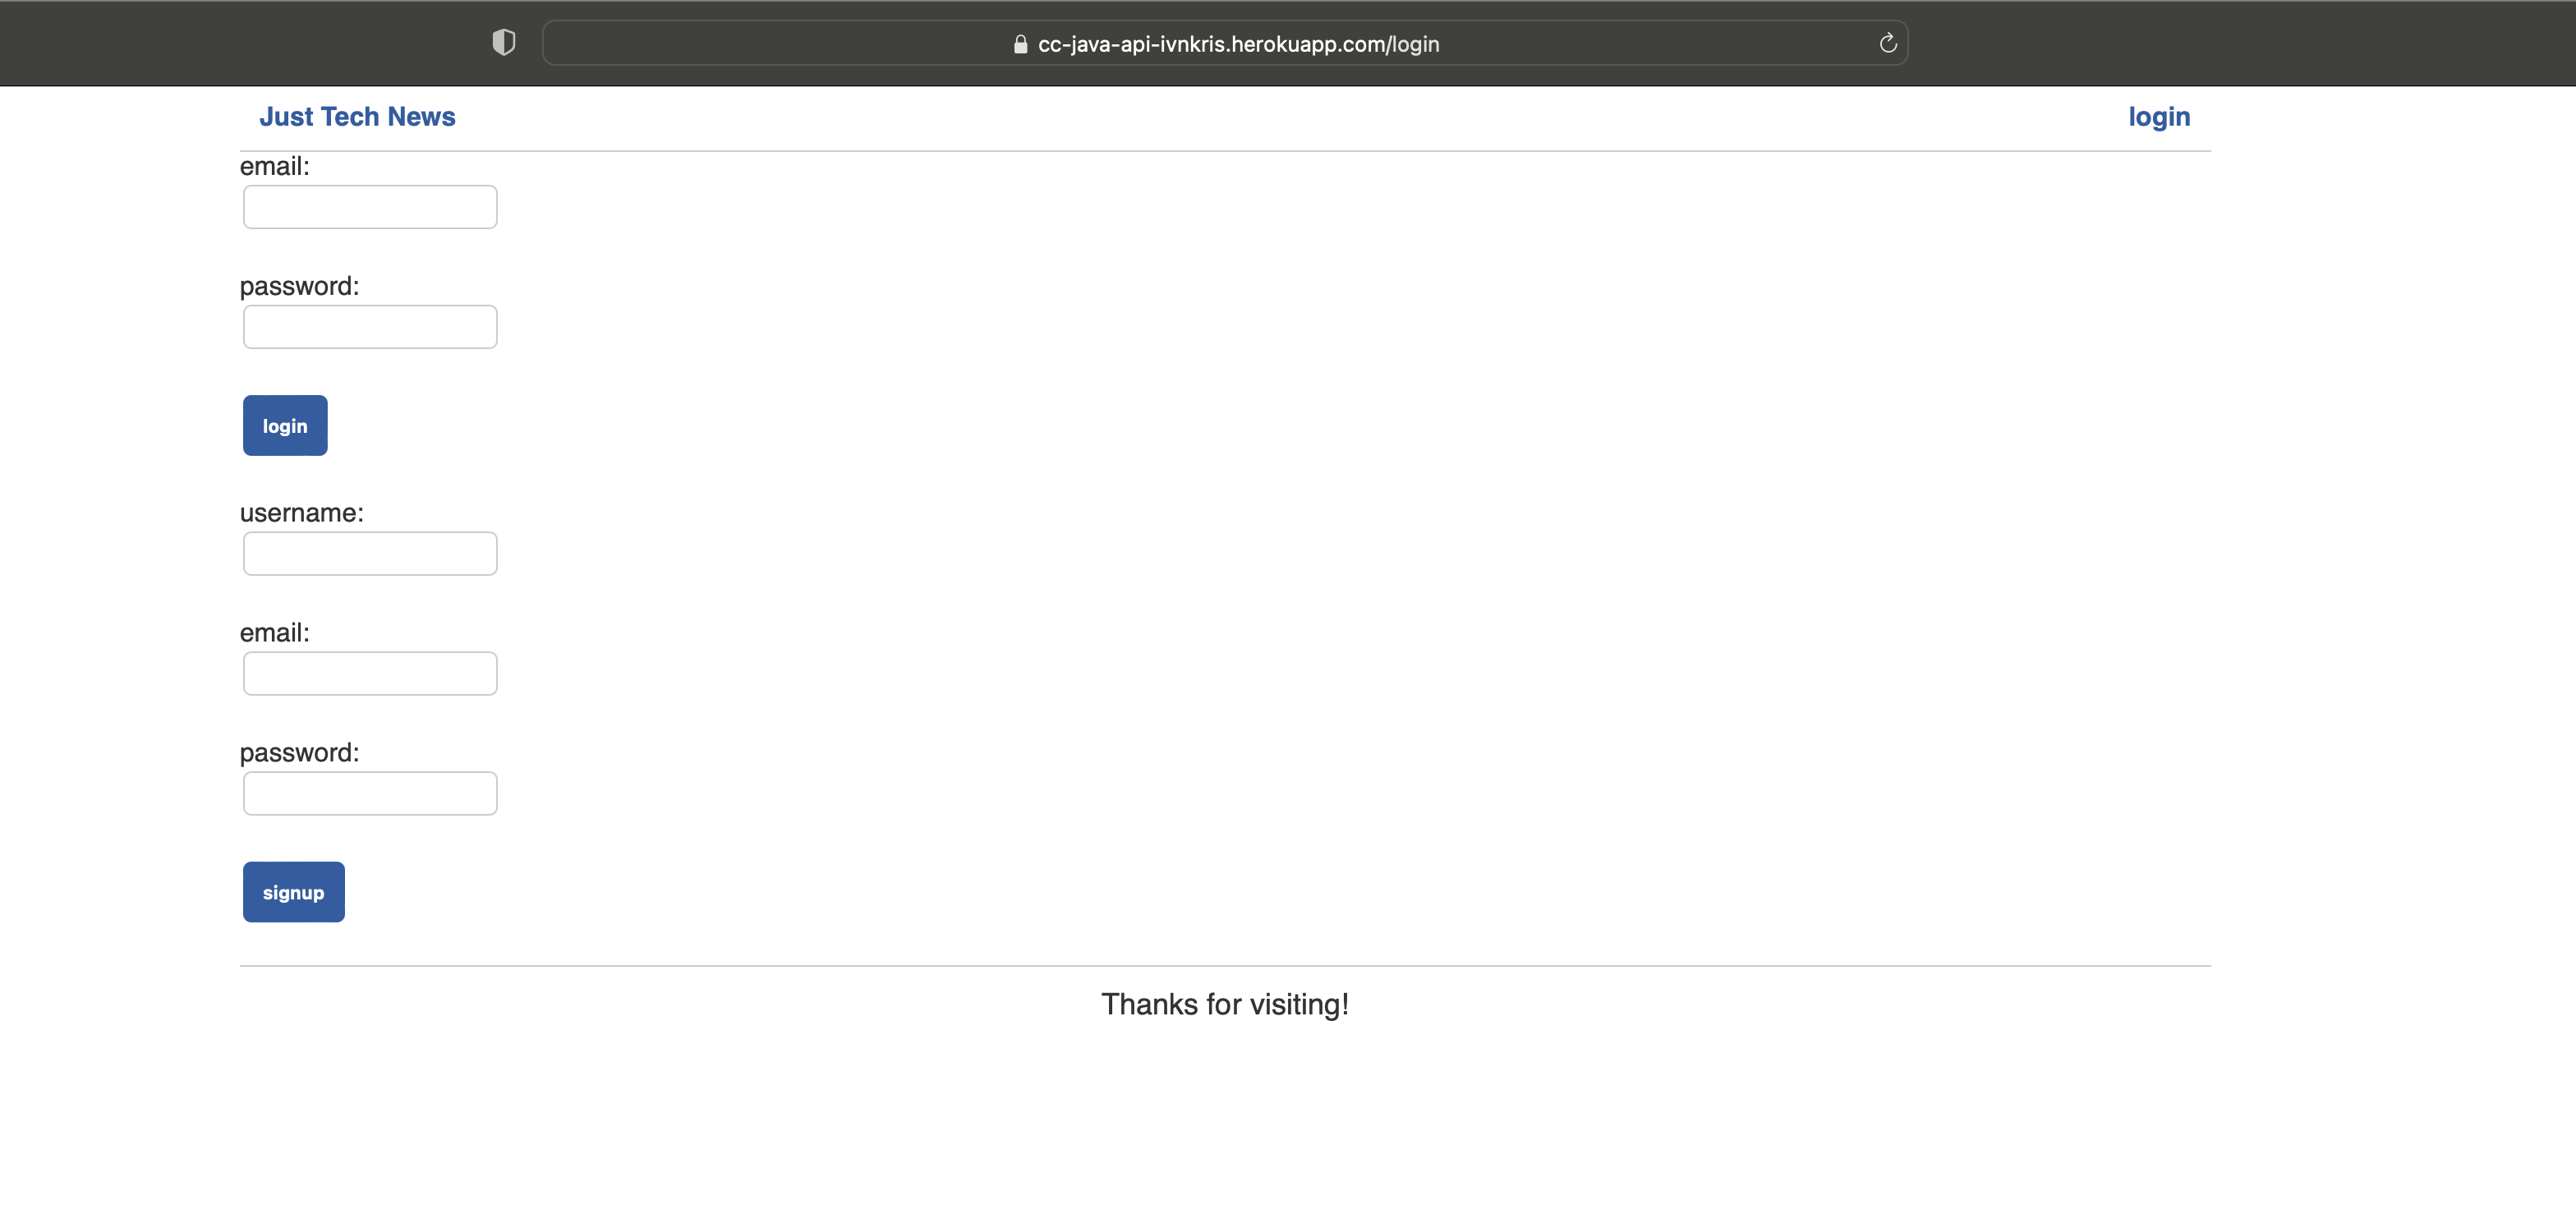 cc-java-api-ivnkris.herokuapp.com/login
Just Tech News login
email:
password:
login
username:
email:
password:
signup
Thanks for visiting!